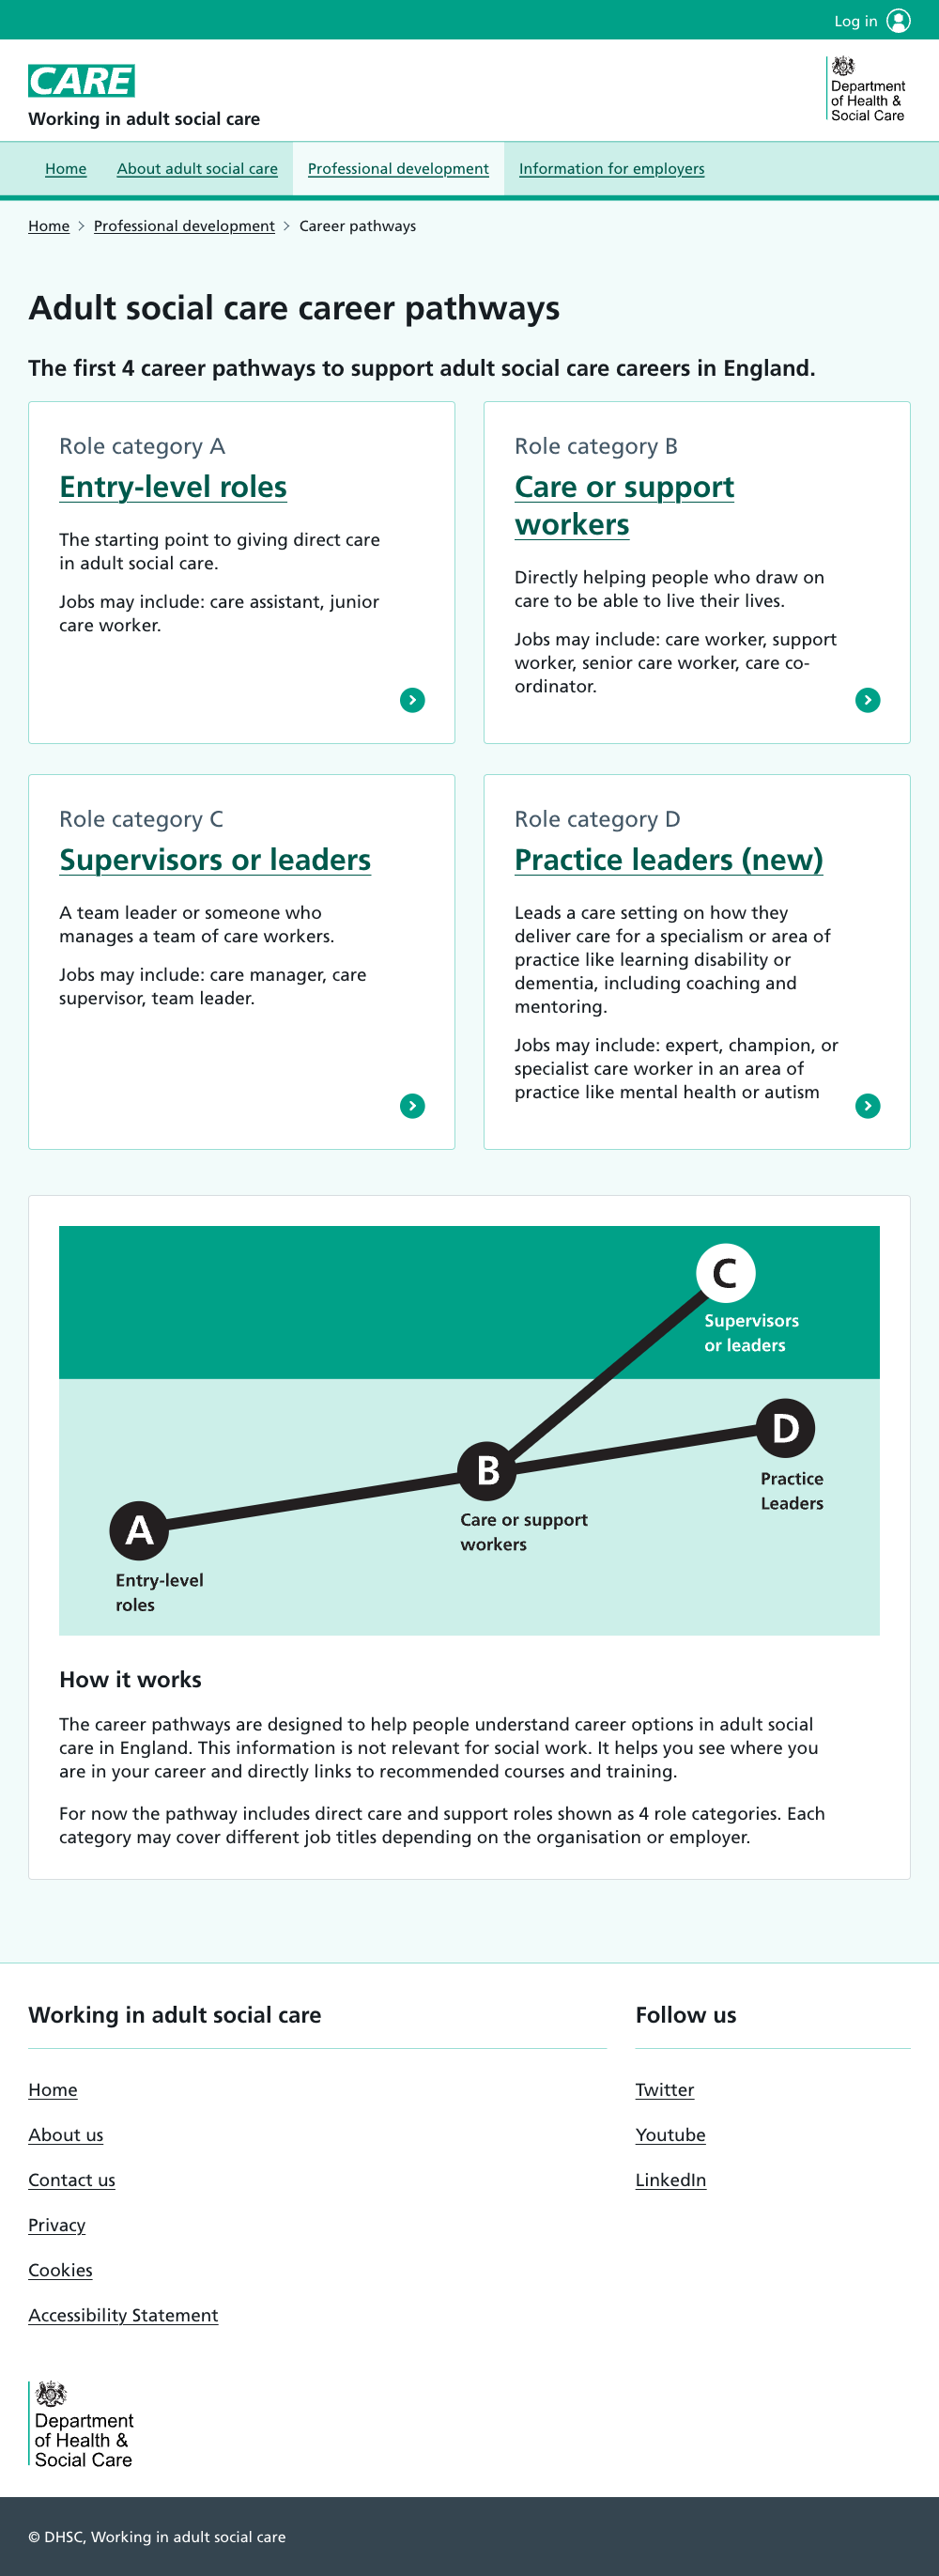 Log in
CARE
Working in adult social care
Department
of Health &
Social Care
Home
About adult social care
Professional development
Information for employers
Home
Professional development
Career pathways
Adult social care career pathways
The first 4 career pathways to support adult social care careers in England.
Role category A
Entry-level roles
The starting point to giving direct care
in adult social care.
Jobs may include: care assistant, junior
care worker.
Role category B
Care or support
workers
Directly helping people who draw on
care to be able to live their lives.
Jobs may include: care worker, support
worker, senior care worker, care co-
ordinator.
Role category C
Supervisors or leaders
A team leader or someone who
manages a team of care workers.
Jobs may include: care manager, care
supervisor, team leader.
Role category D
Practice leaders (new)
Leads a care setting on how they
deliver care for a specialism or area of
practice like learning disability or
dementia, including coaching and
mentoring.
Jobs may include: expert, champion, or
specialist care worker in an area of
practice like mental health or autism
C
Supervisors
or leaders
D
Practice
Leaders
B
Care or support
workers
A
Entry-level
roles
How it works
The career pathways are designed to help people understand career options in adult social
care in England. This information is not relevant for social work. It helps you see where you
are in your career and directly links to recommended courses and training.
For now the pathway includes direct care and support roles shown as 4 role categories. Each
category may cover different job titles depending on the organisation or employer.
Working in adult social care
Home
About us
Contact us
Privacy
Cookies
Accessibility Statement
Follow us
Twitter
Youtube
LinkedIn
Department
of Health &
Social Care
© DHSC, Working in adult social care